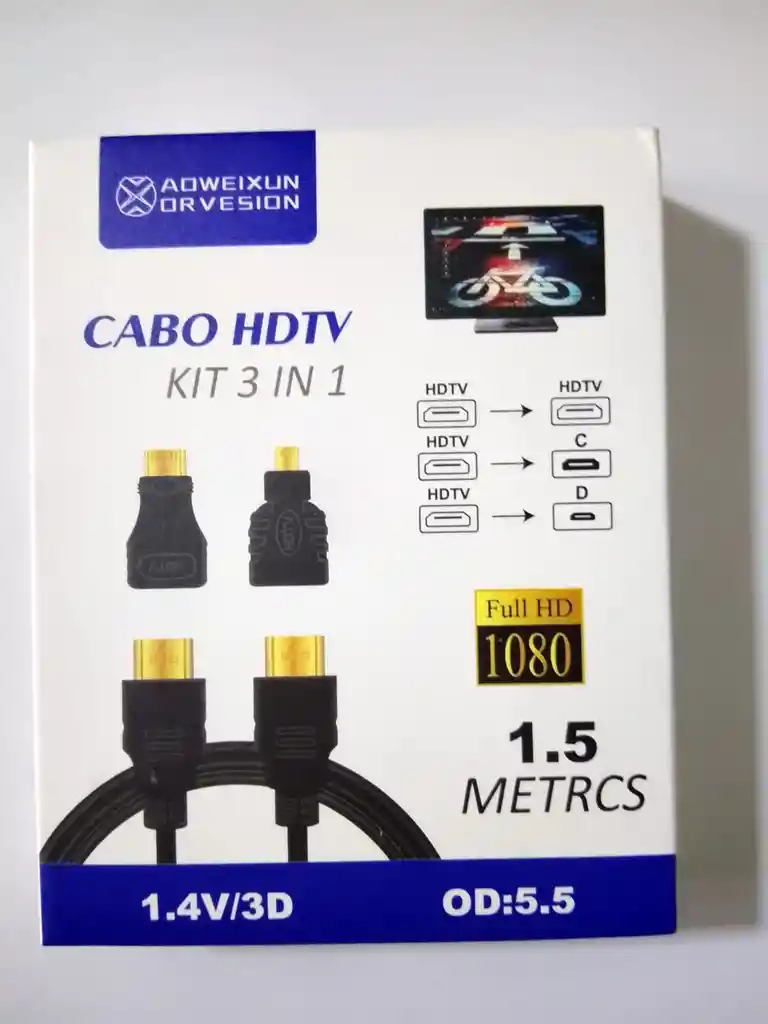 AOWEIXUN
ORVESION
CABO HDTV
KIT 3 IN 1
HDTV
HDTV
HDTV
C
HDTV
D
HDTV
Full HD
1080
1.5
METRCS
1.4V/3D
OD:5.5